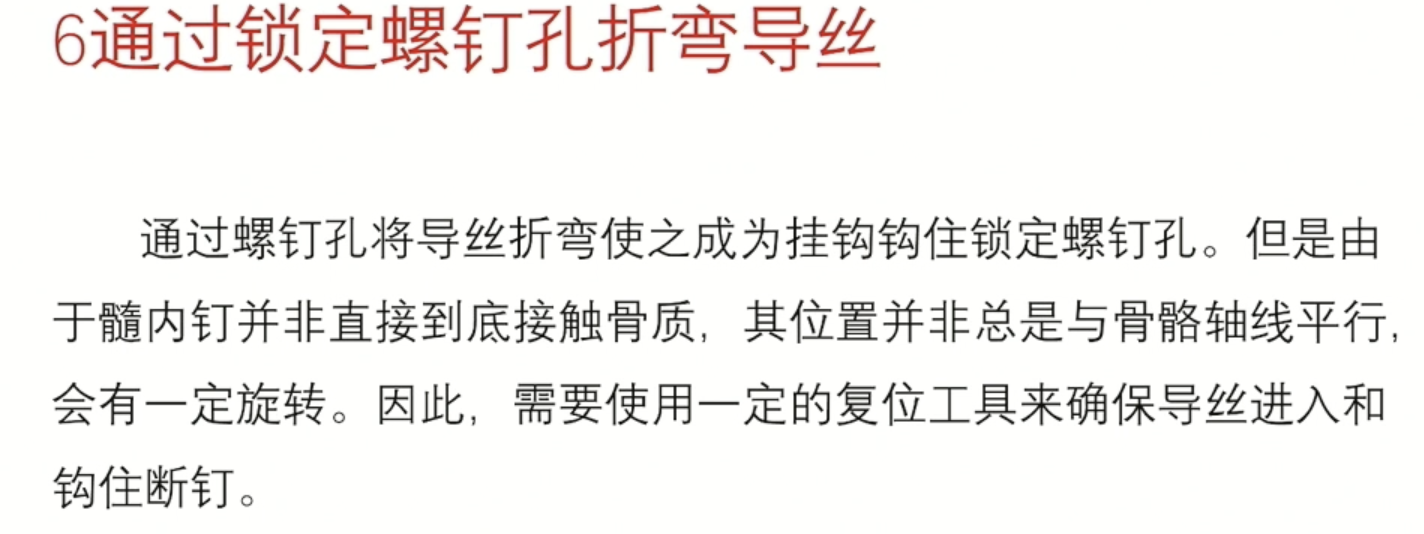 6通过锁定螺钉孔折弯导丝
通过螺钉孔将导丝折弯使之成为挂钩钩住锁定螺钉孔。但是由
于髓内钉并非直接到底接触骨质，其位置并非总是与骨骼轴线平行，
会有一定旋转。因此，需要使用一定的复位工具来确保导丝进入和
钩住断钉。